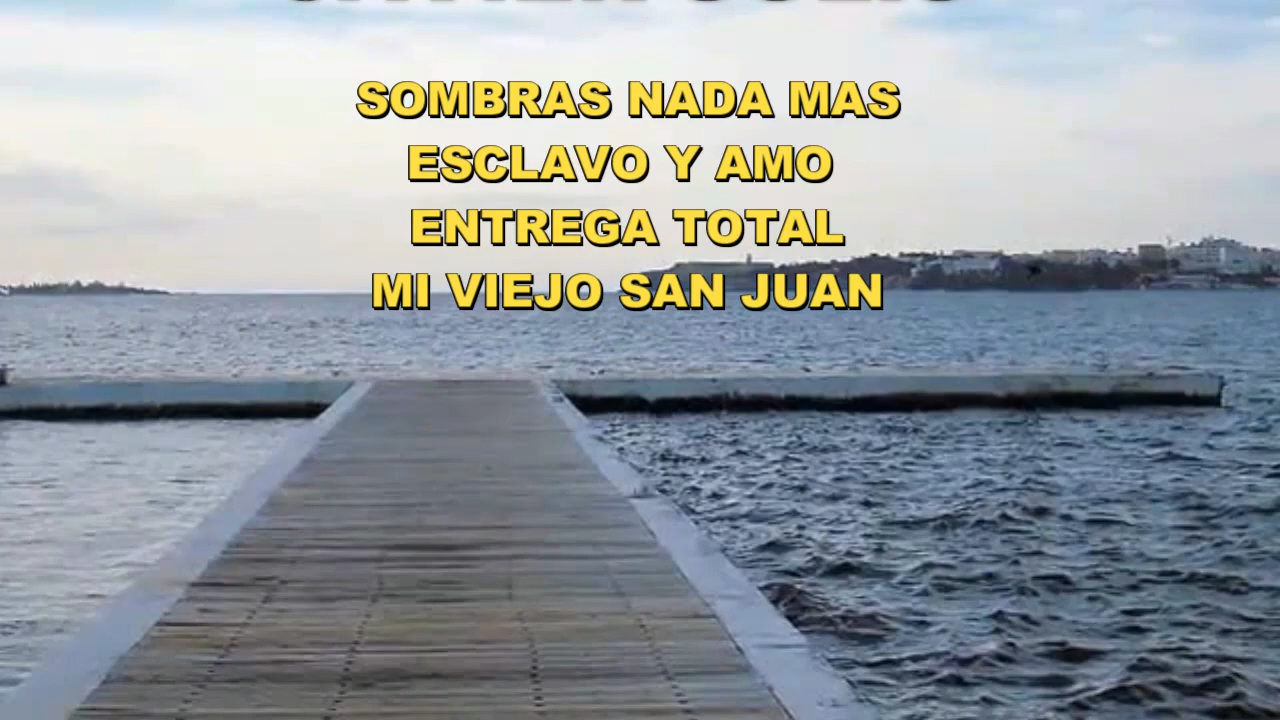 SOMBRAS NADA MAS
ESCLAVO Y AMO
ENTREGA TOTAL
MI VIEJO SAN JUAN